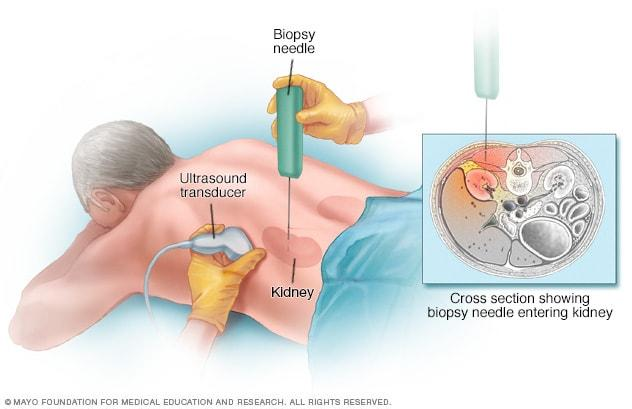 Biopsy
needle
Ultrasound
transducer
Kidney
Cross section showing
biopsy needle entering kidney
© MAYO FOUNDATION FOR MEDICAL EDUCATION AND RESEARCH. ALL RIGHTS RESERVED.